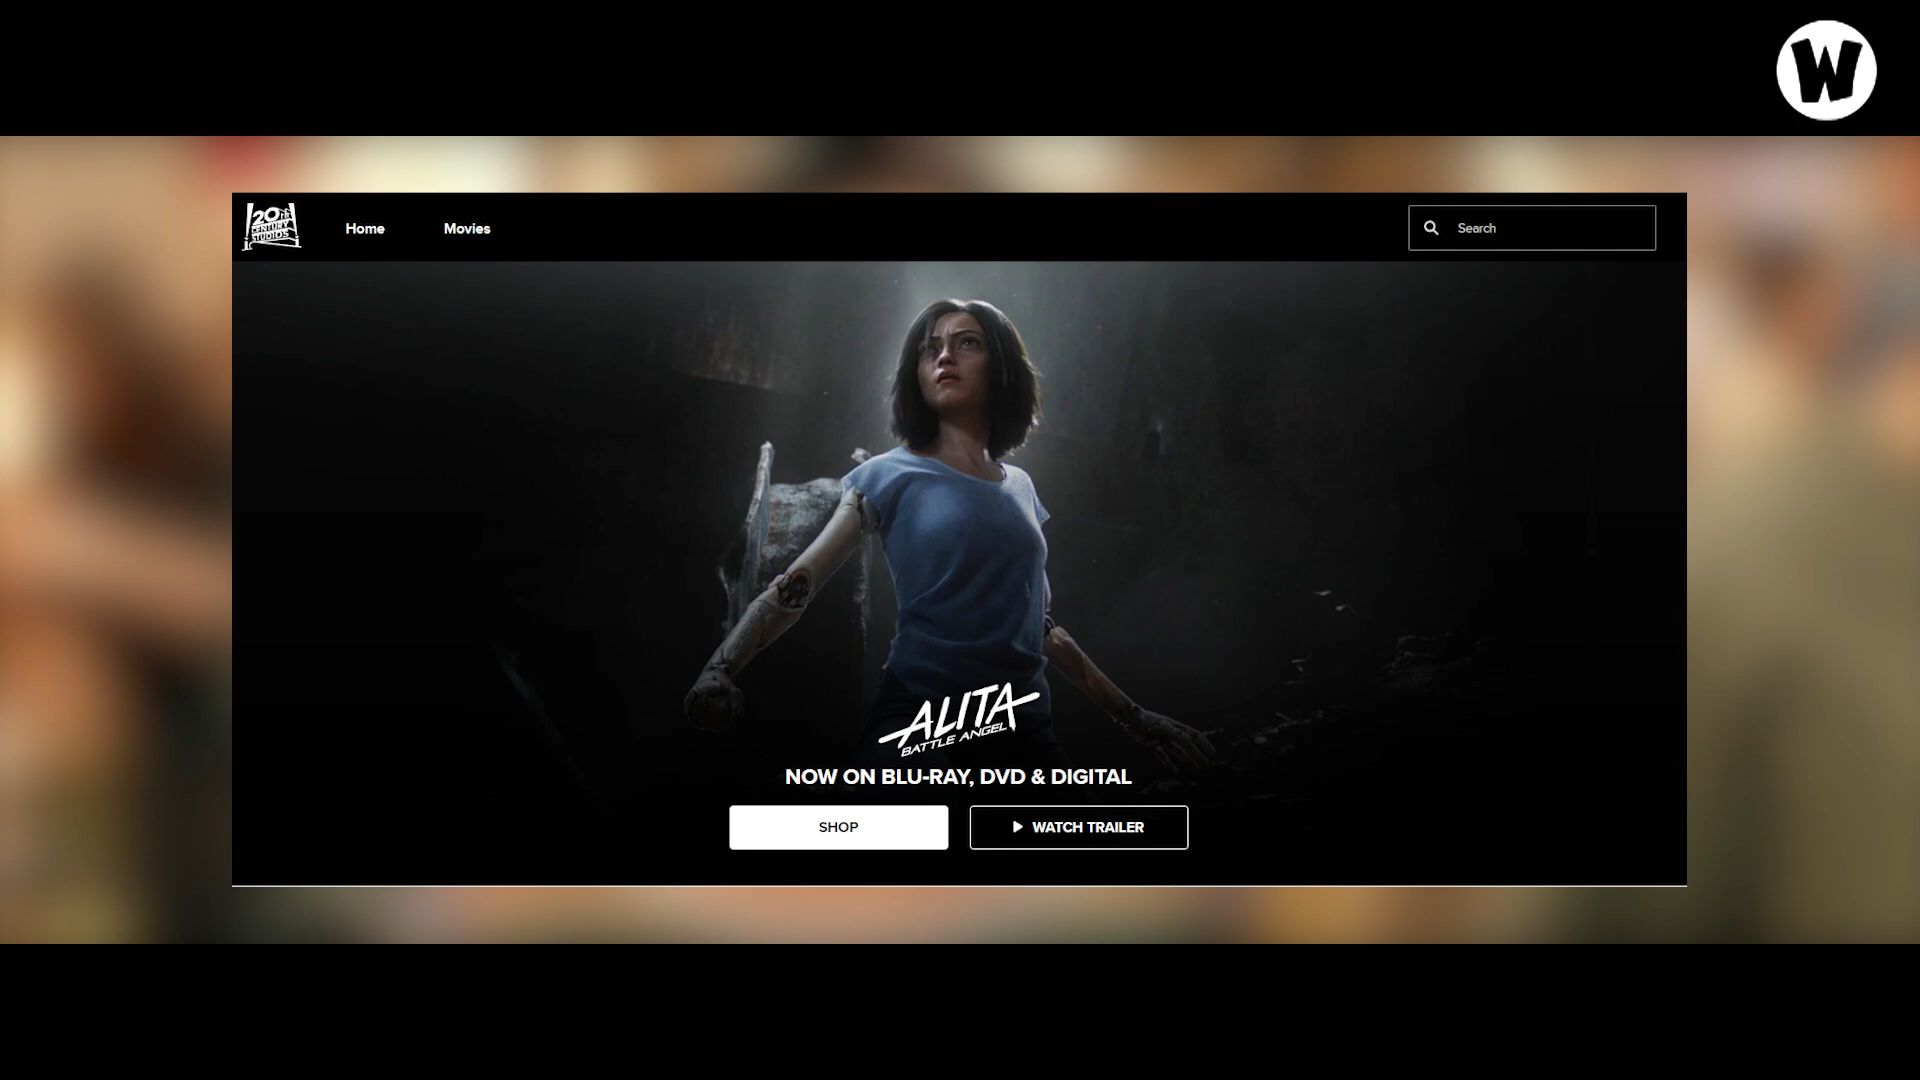 W
20th
CENTURY
STUDIOS
Home
Movies
Search
ALITA
BATTLE ANGEL
NOW ON BLU-RAY, DVD & DIGITAL
SHOP
WATCH TRAILER